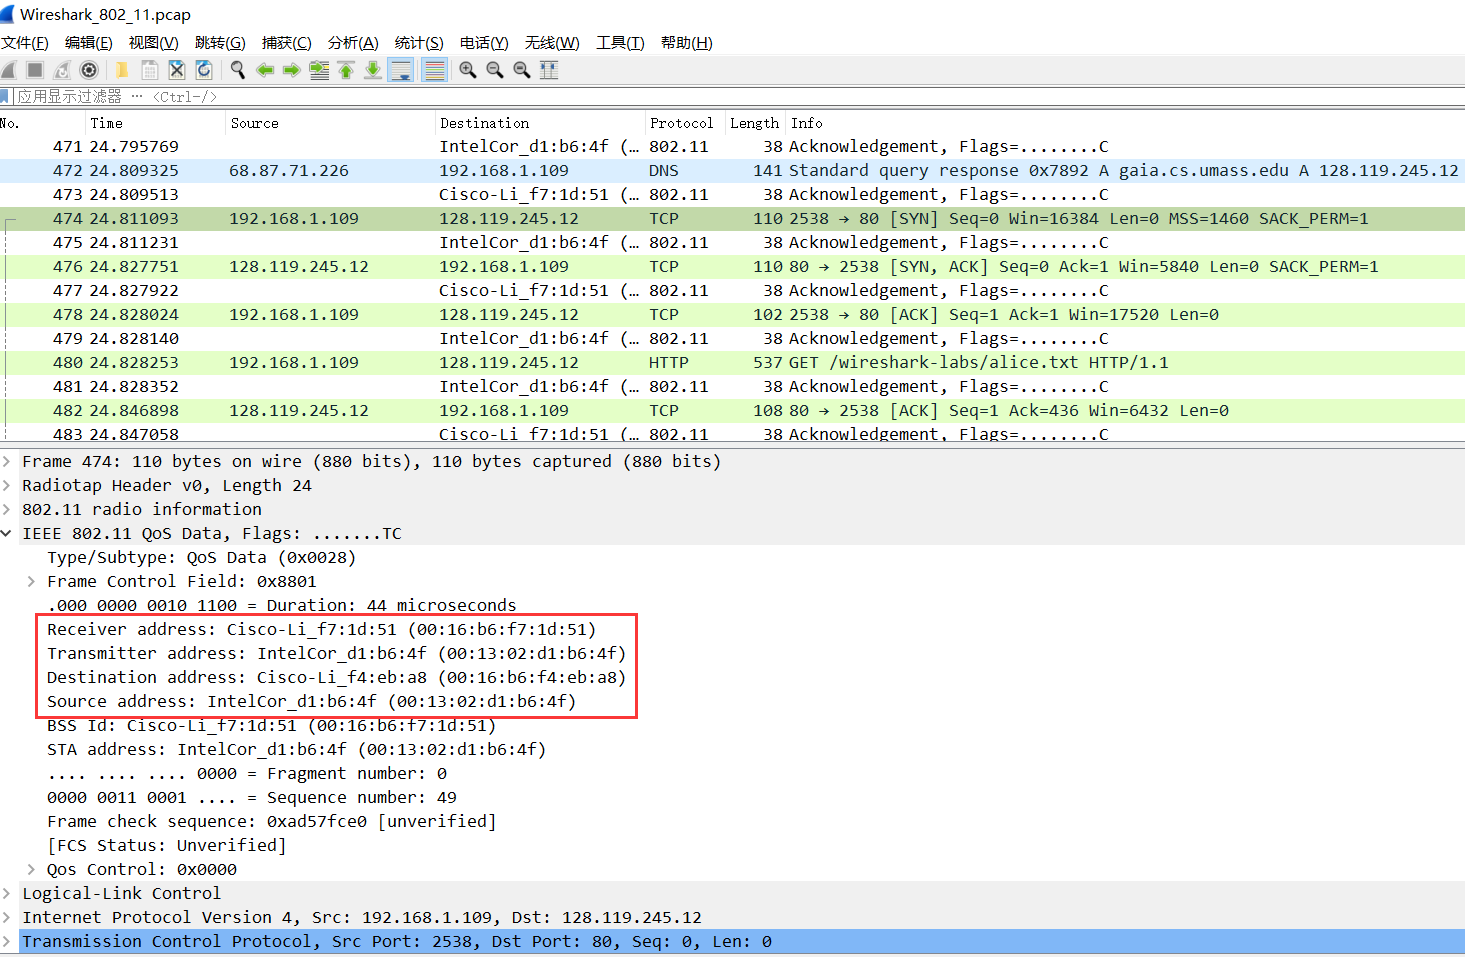 Wireshark_802_11.pcap
文件(F) 编辑(E) 视图(V) 跳转(G) 捕获(C) 分析(A) 统计(S) 电话(Y) 无线(W) 工具(T) 帮助(H)
应用显示过滤器 … <Ctrl-/>
No. Time Source Destination Protocol Length Info
471 24.795769 IntelCor_d1:b6:4f (… 802.11 38 Acknowledgement, Flags=........C
472 24.809325 68.87.71.226 192.168.1.109 DNS 141 Standard query response 0x7892 A gaia.cs.umass.edu A 128.119.245.12
473 24.809513 Cisco-Li_f7:1d:51 (… 802.11 38 Acknowledgement, Flags=........C
474 24.811093 192.168.1.109 128.119.245.12 TCP 110 2538 → 80 [SYN] Seq=0 Win=16384 Len=0 MSS=1460 SACK_PERM=1
475 24.811231 IntelCor_d1:b6:4f (… 802.11 38 Acknowledgement, Flags=........C
476 24.827751 128.119.245.12 192.168.1.109 TCP 110 80 → 2538 [SYN, ACK] Seq=0 Ack=1 Win=5840 Len=0 SACK_PERM=1
477 24.827922 Cisco-Li_f7:1d:51 (… 802.11 38 Acknowledgement, Flags=........C
478 24.828024 192.168.1.109 128.119.245.12 TCP 102 2538 → 80 [ACK] Seq=1 Ack=1 Win=17520 Len=0
479 24.828140 IntelCor_d1:b6:4f (… 802.11 38 Acknowledgement, Flags=........C
480 24.828253 192.168.1.109 128.119.245.12 HTTP 537 GET /wireshark-labs/alice.txt HTTP/1.1
481 24.828352 IntelCor_d1:b6:4f (… 802.11 38 Acknowledgement, Flags=........C
482 24.846898 128.119.245.12 192.168.1.109 TCP 108 80 → 2538 [ACK] Seq=1 Ack=436 Win=6432 Len=0
483 24.847058 Cisco-Li_f7:1d:51 (… 802.11 38 Acknowledgement, Flags=........C
Frame 474: 110 bytes on wire (880 bits), 110 bytes captured (880 bits)
Radiotap Header v0, Length 24
802.11 radio information
IEEE 802.11 QoS Data, Flags: .......TC
Type/Subtype: QoS Data (0x0028)
Frame Control Field: 0x8801
.000 0000 0010 1100 = Duration: 44 microseconds
Receiver address: Cisco-Li_f7:1d:51 (00:16:b6:f7:1d:51)
Transmitter address: IntelCor_d1:b6:4f (00:13:02:d1:b6:4f)
Destination address: Cisco-Li_f4:eb:a8 (00:16:b6:f4:eb:a8)
Source address: IntelCor_d1:b6:4f (00:13:02:d1:b6:4f)
BSS Id: Cisco-Li_f7:1d:51 (00:16:b6:f7:1d:51)
STA address: IntelCor_d1:b6:4f (00:13:02:d1:b6:4f)
.... .... .... 0000 = Fragment number: 0
0000 0011 0001 .... = Sequence number: 49
Frame check sequence: 0xad57fce0 [unverified]
[FCS Status: Unverified]
Qos Control: 0x0000
Logical-Link Control
Internet Protocol Version 4, Src: 192.168.1.109, Dst: 128.119.245.12
Transmission Control Protocol, Src Port: 2538, Dst Port: 80, Seq: 0, Len: 0